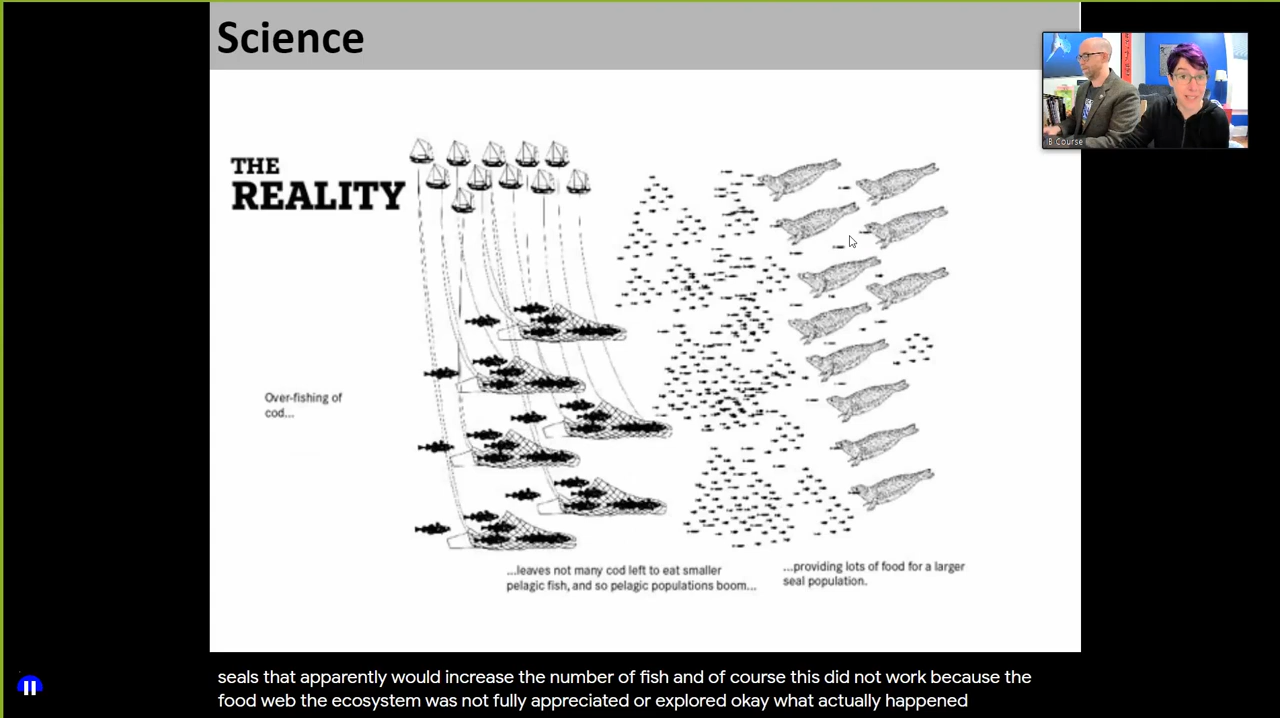 Science
IB Course
THE
REALITY
Over-fishing of
cod...
...leaves not many cod left to eat smaller
pelagic fish, and so pelagic populations boom...
...providing lots of food for a larger
seal population.
seals that apparently would increase the number of fish and of course this did not work because the
food web the ecosystem was not fully appreciated or explored okay what actually happened